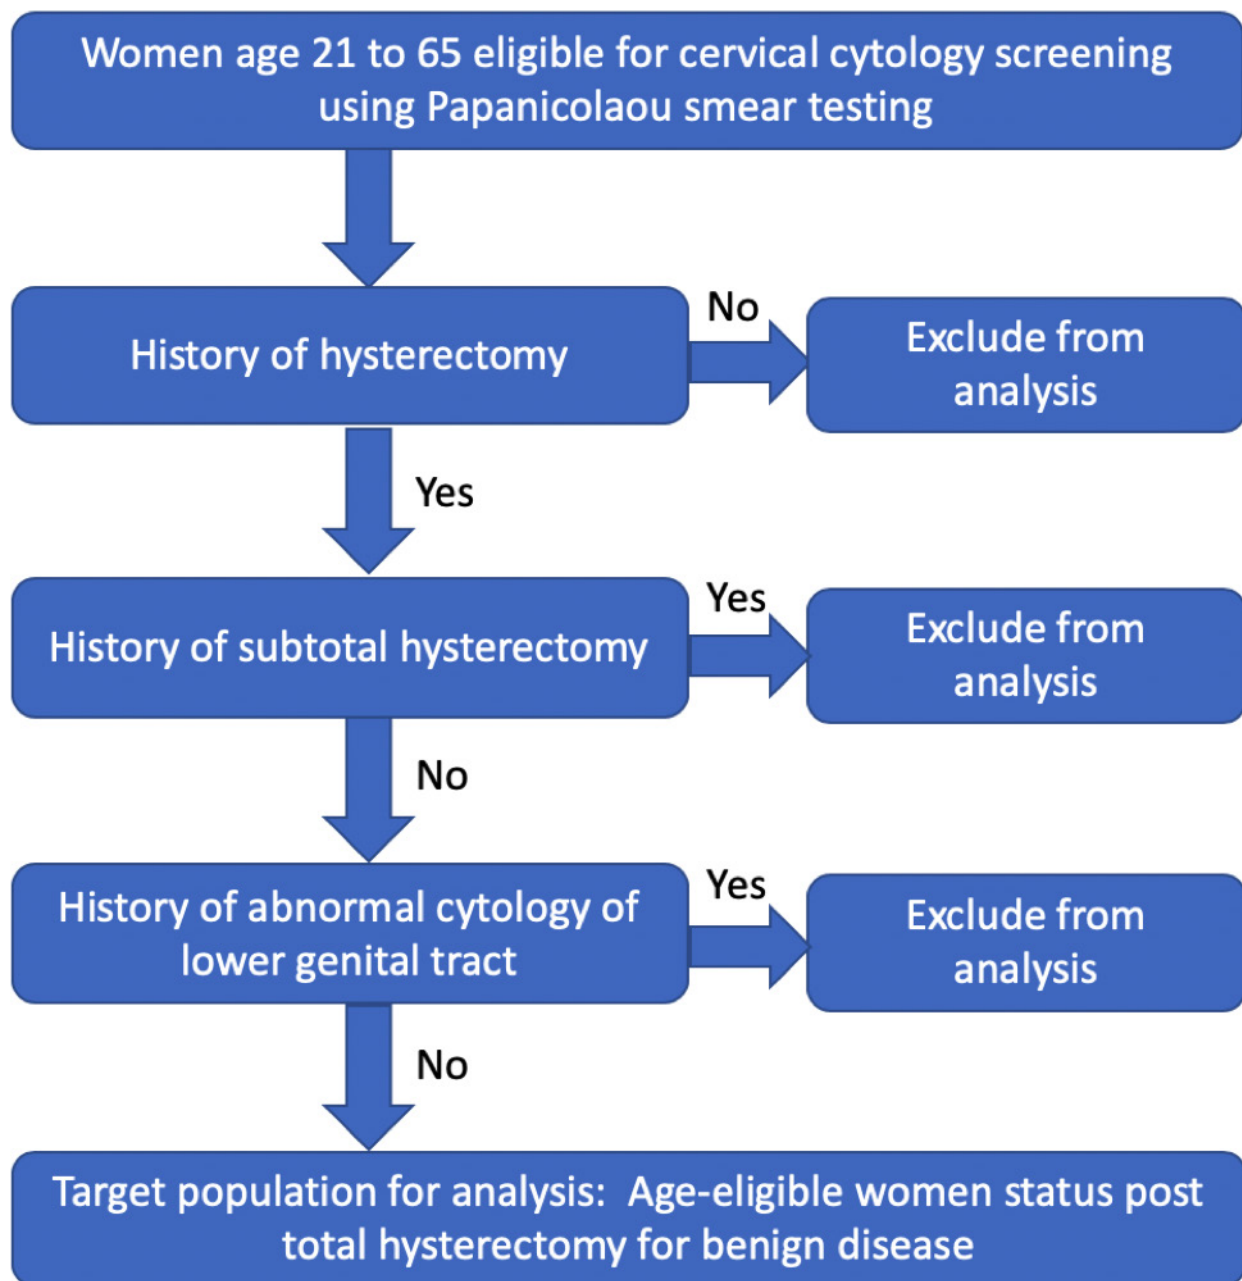 Women age 21 to 65 eligible for cervical cytology screening
using Papanicolaou smear testing
History of hysterectomy
No
Exclude from
analysis
Yes
History of subtotal hysterectomy
Yes
Exclude from
analysis
No
History of abnormal cytology of
lower genital tract
Yes
Exclude from
analysis
No
Target population for analysis:  Age-eligible women status post
total hysterectomy for benign disease